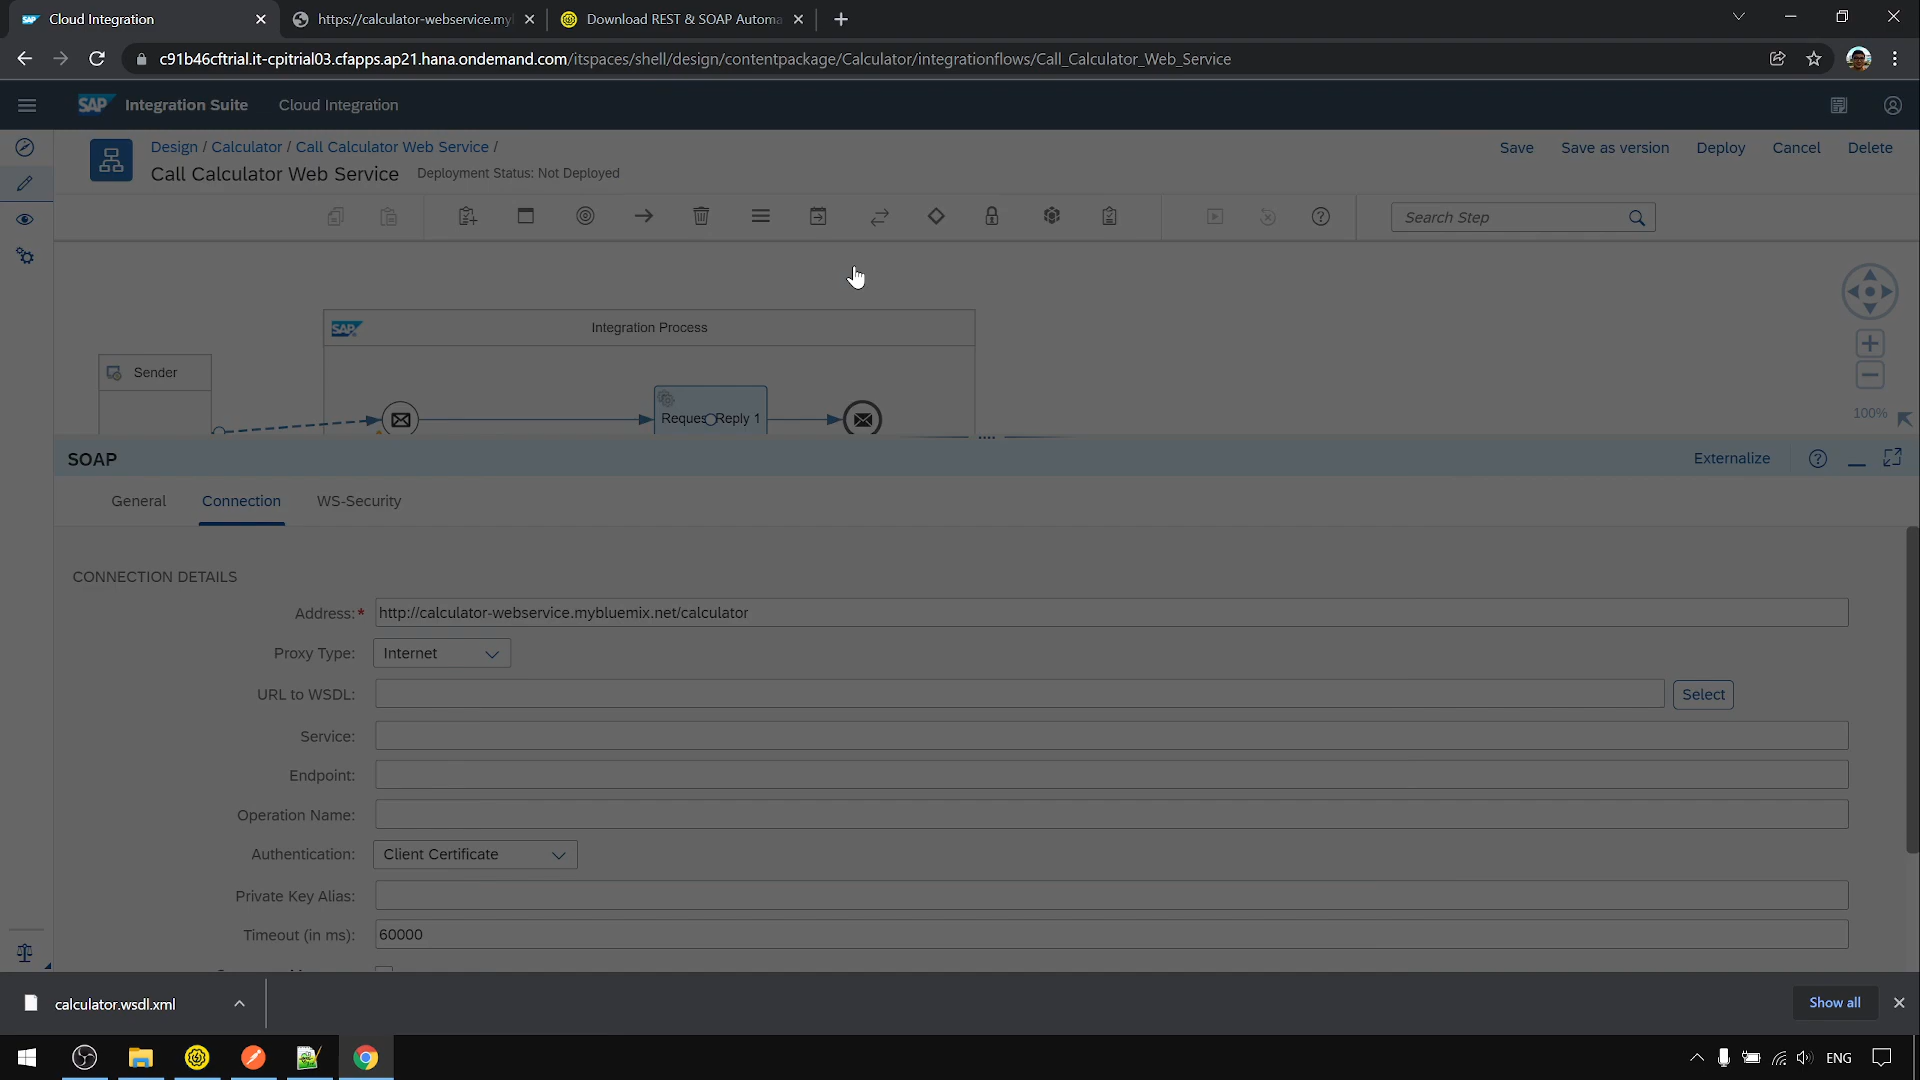 Cloud Integration
https://calculator-webservice.myl
Download REST & SOAP Automa
c91b46cftrial.it-cpitrial03.cfapps.ap21.hana.ondemand.com/itspaces/shell/design/contentpackage/Calculator/integrationflows/Call_Calculator_Web_Service
SAP Integration Suite Cloud Integration
Design / Calculator / Call Calculator Web Service /
Save Save as version Deploy Cancel Delete
Call Calculator Web Service Deployment Status: Not Deployed
Search Step
SAP Integration Process
Sender
Request Reply 1
100%
SOAP
Externalize
General Connection WS-Security
CONNECTION DETAILS
Address:* http://calculator-webservice.mybluemix.net/calculator
Proxy Type: Internet
URL to WSDL: Select
Service:
Endpoint:
Operation Name:
Authentication: Client Certificate
Private Key Alias:
Timeout (in ms): 60000
calculator.wsdl.xml
Show all
ENG